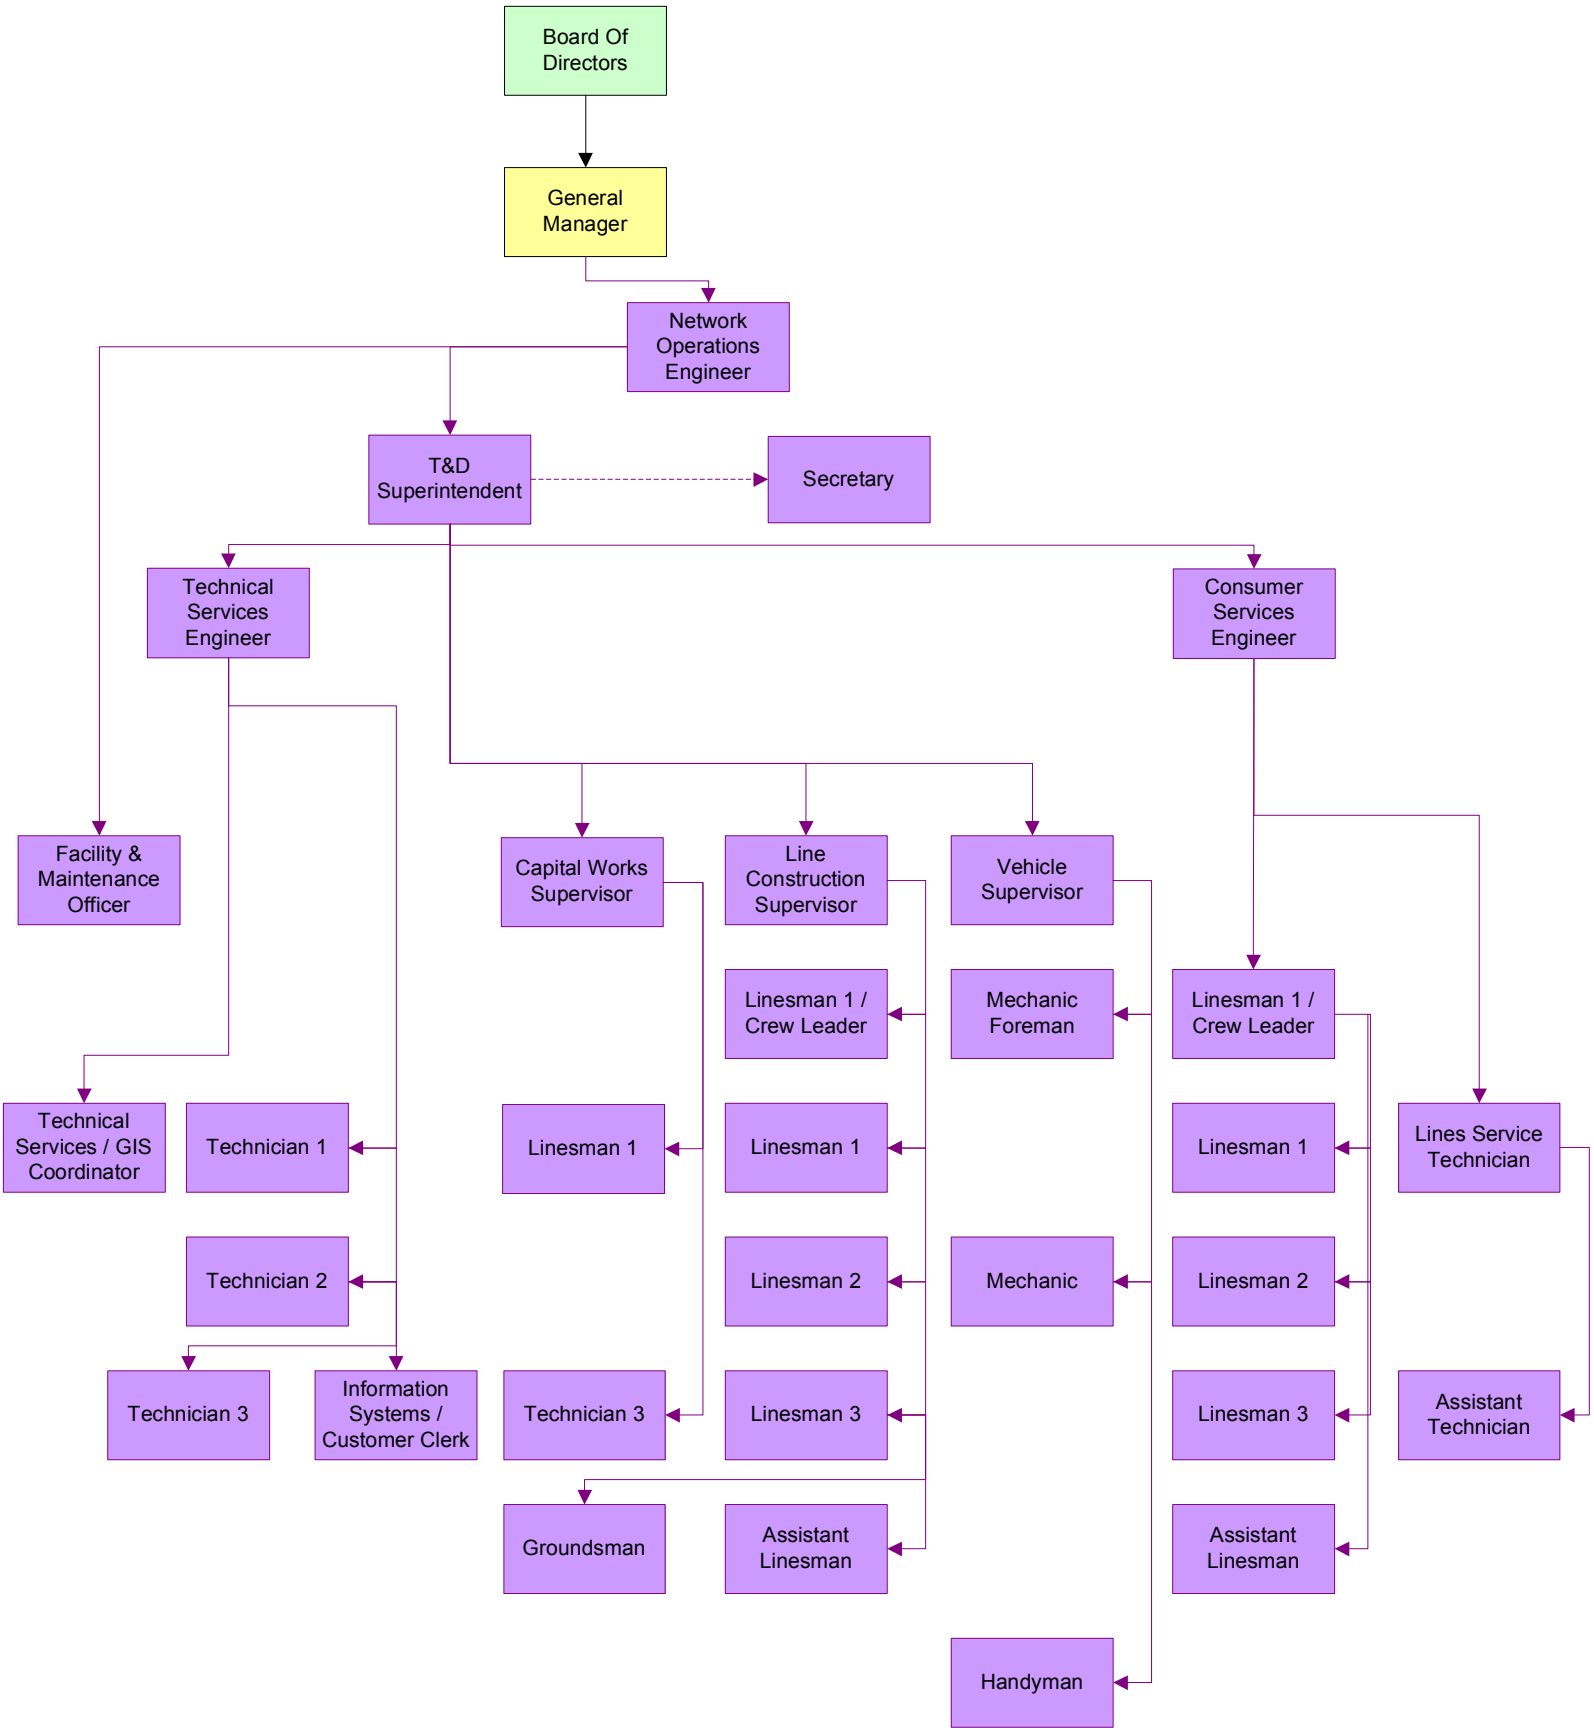 Board Of
Directors
General
Manager
Network
Operations
Engineer
T&D
Superintendent
Secretary
Technical
Services
Engineer
Consumer
Services
Engineer
Facility &
Maintenance
Officer
Capital Works
Supervisor
Line
Construction
Supervisor
Vehicle
Supervisor
Linesman 1 /
Crew Leader
Mechanic
Foreman
Linesman 1 /
Crew Leader
Technical
Services / GIS
Coordinator
Technician 1
Linesman 1
Linesman 1
Linesman 1
Lines Service
Technician
Technician 2
Linesman 2
Mechanic
Linesman 2
Technician 3
Information
Systems /
Customer Clerk
Technician 3
Linesman 3
Linesman 3
Assistant
Technician
Groundsman
Assistant
Linesman
Assistant
Linesman
Handyman